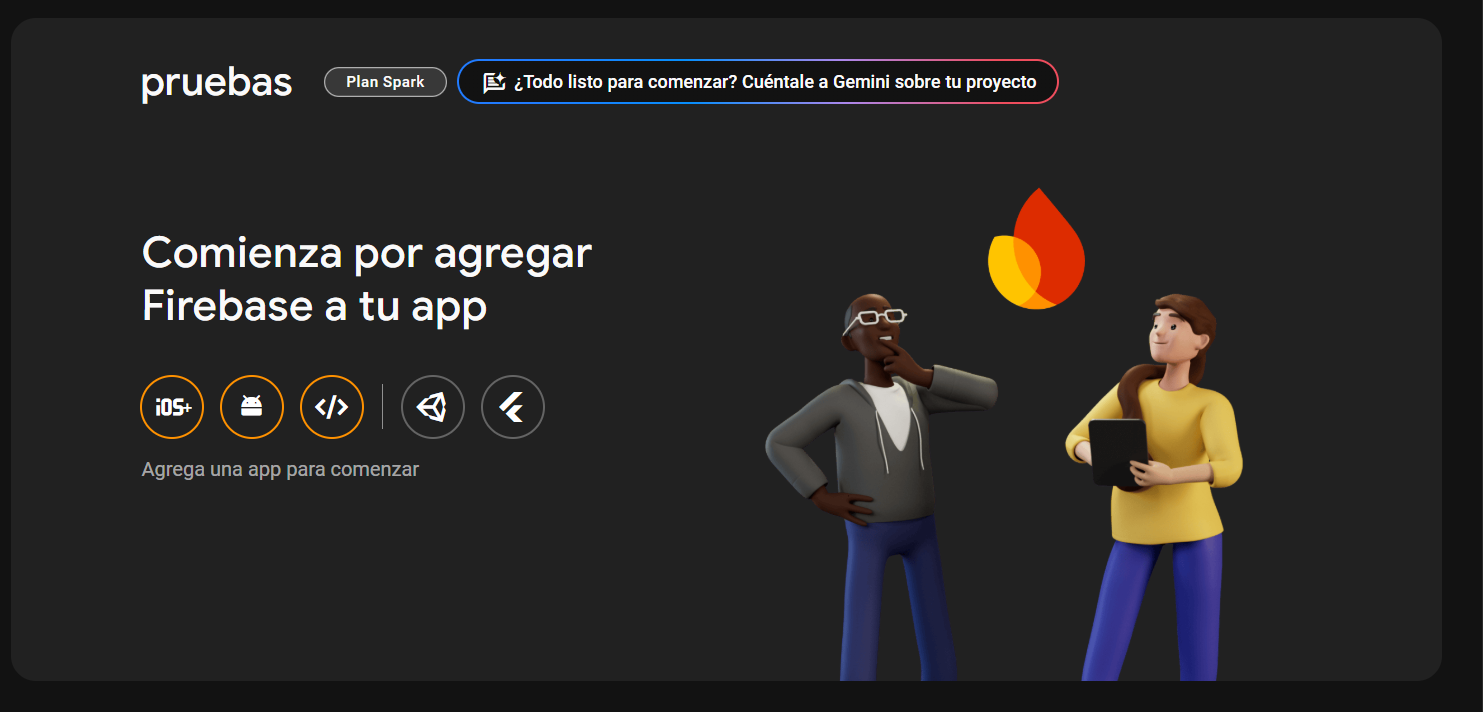 pruebas
Plan Spark
¿Todo listo para comenzar? Cuéntale a Gemini sobre tu proyecto
Comienza por agregar
Firebase a tu app
iOS+
Agrega una app para comenzar